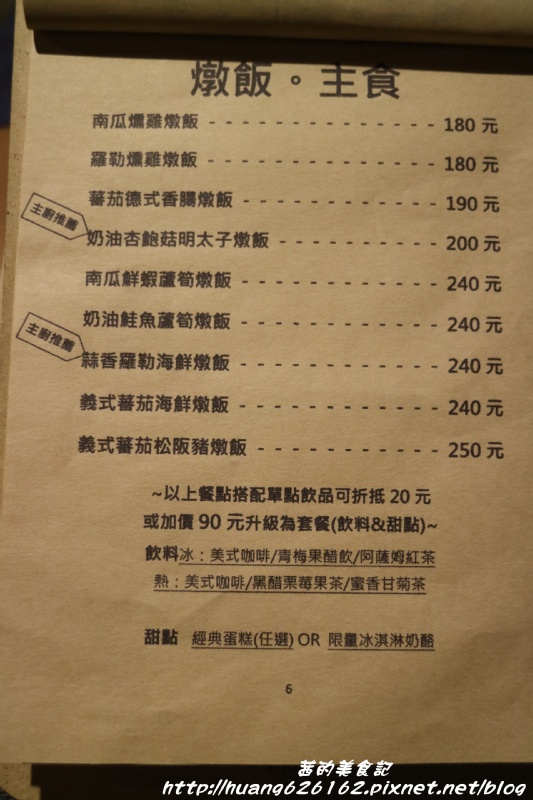 燉飯。主食
南瓜燻雞燉飯 - - - - - - - - - - - - - - 180 元
羅勒燻雞燉飯 - - - - - - - - - - - - - - 180 元
蕃茄德式香腸燉飯 - - - - - - - - - - - - 190 元
主廚推薦
奶油杏鮑菇明太子燉飯 - - - - - - - - - - 200 元
南瓜鮮蝦蘆筍燉飯 - - - - - - - - - - - - 240 元
奶油鮭魚蘆筍燉飯 - - - - - - - - - - - - 240 元
主廚推薦
蒜香羅勒海鮮燉飯 - - - - - - - - - - - - 240 元
義式蕃茄海鮮燉飯 - - - - - - - - - - - - 240 元
義式蕃茄松阪豬燉飯 - - - - - - - - - - - 250 元
~以上餐點搭配單點飲品可折抵 20 元
或加價 90 元升級為套餐(飲料&甜點)~
飲料冰：美式咖啡/青梅果醋飲/阿薩姆紅茶
熱：美式咖啡/黑醋栗莓果茶/蜜香甘菊茶
甜點 經典蛋糕(任選) OR 限量冰淇淋奶酪
6
茜的美食記
http://huang626162.pixnet.net/blog